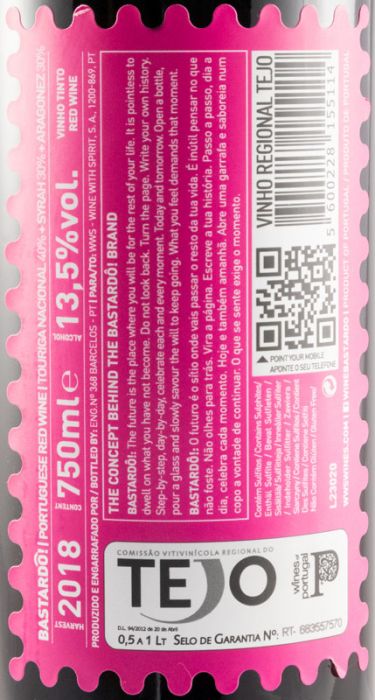 BASTARDÔ! | PORTUGUESE RED WINE | TOURIGA NACIONAL 40% + SYRAH 30% + ARAGONEZ 30%
HARVEST 2018 CONTENT 750ml e ALCOHOL 13,5%vol. VINHO TINTO
RED WINE
PRODUZIDO E ENGARRAFADO POR / BOTTLED BY: ENG.Nº 368 BARCELOS - PT | PARA/TO: WWS - WINE WITH SPIRIT, S. A., 1200-869, PT
THE CONCEPT BEHIND THE BASTARDÔ! BRAND
BASTARDÔ!: The future is the place where you will be for the rest of your life. It is pointless to
dwell on what you have not become. Do not look back. Turn the page. Write your own history.
Step-by-step, day-by-day, celebrate each and every moment. Today and tomorrow. Open a bottle,
pour a glass and slowly savour the will to keep going. What you feel demands that moment.
BASTARDÔ!: O futuro é o sítio onde vais passar o resto da tua vida. É inútil pensar no que
não foste. Não olhes para trás. Vira a página. Escreve a tua história. Passo a passo, dia a
dia, celebra cada momento. Hoje e também amanhã. Abre uma garrafa e saboreia num
copo a vontade de continuar. O que se sente exige o momento.
Contém Sulfitos / Contains Sulphites /
VINHO REGIONAL TEJO
5 600228 155114
POINT YOUR MOBILE
APONTE O SEU TELEMÓVEL
L23020
WINESBASTARDO! | PRODUCT OF PORTUGAL / PRODUTO DE PORTUGAL
COMISSÃO VITIVINÍCOLA REGIONAL DO
TEJO
D.L. 94/2012 de 20 de Abril
0,5 A 1 LT SELO DE GARANTIA Nº: RT- 683557570
wines of
portugal